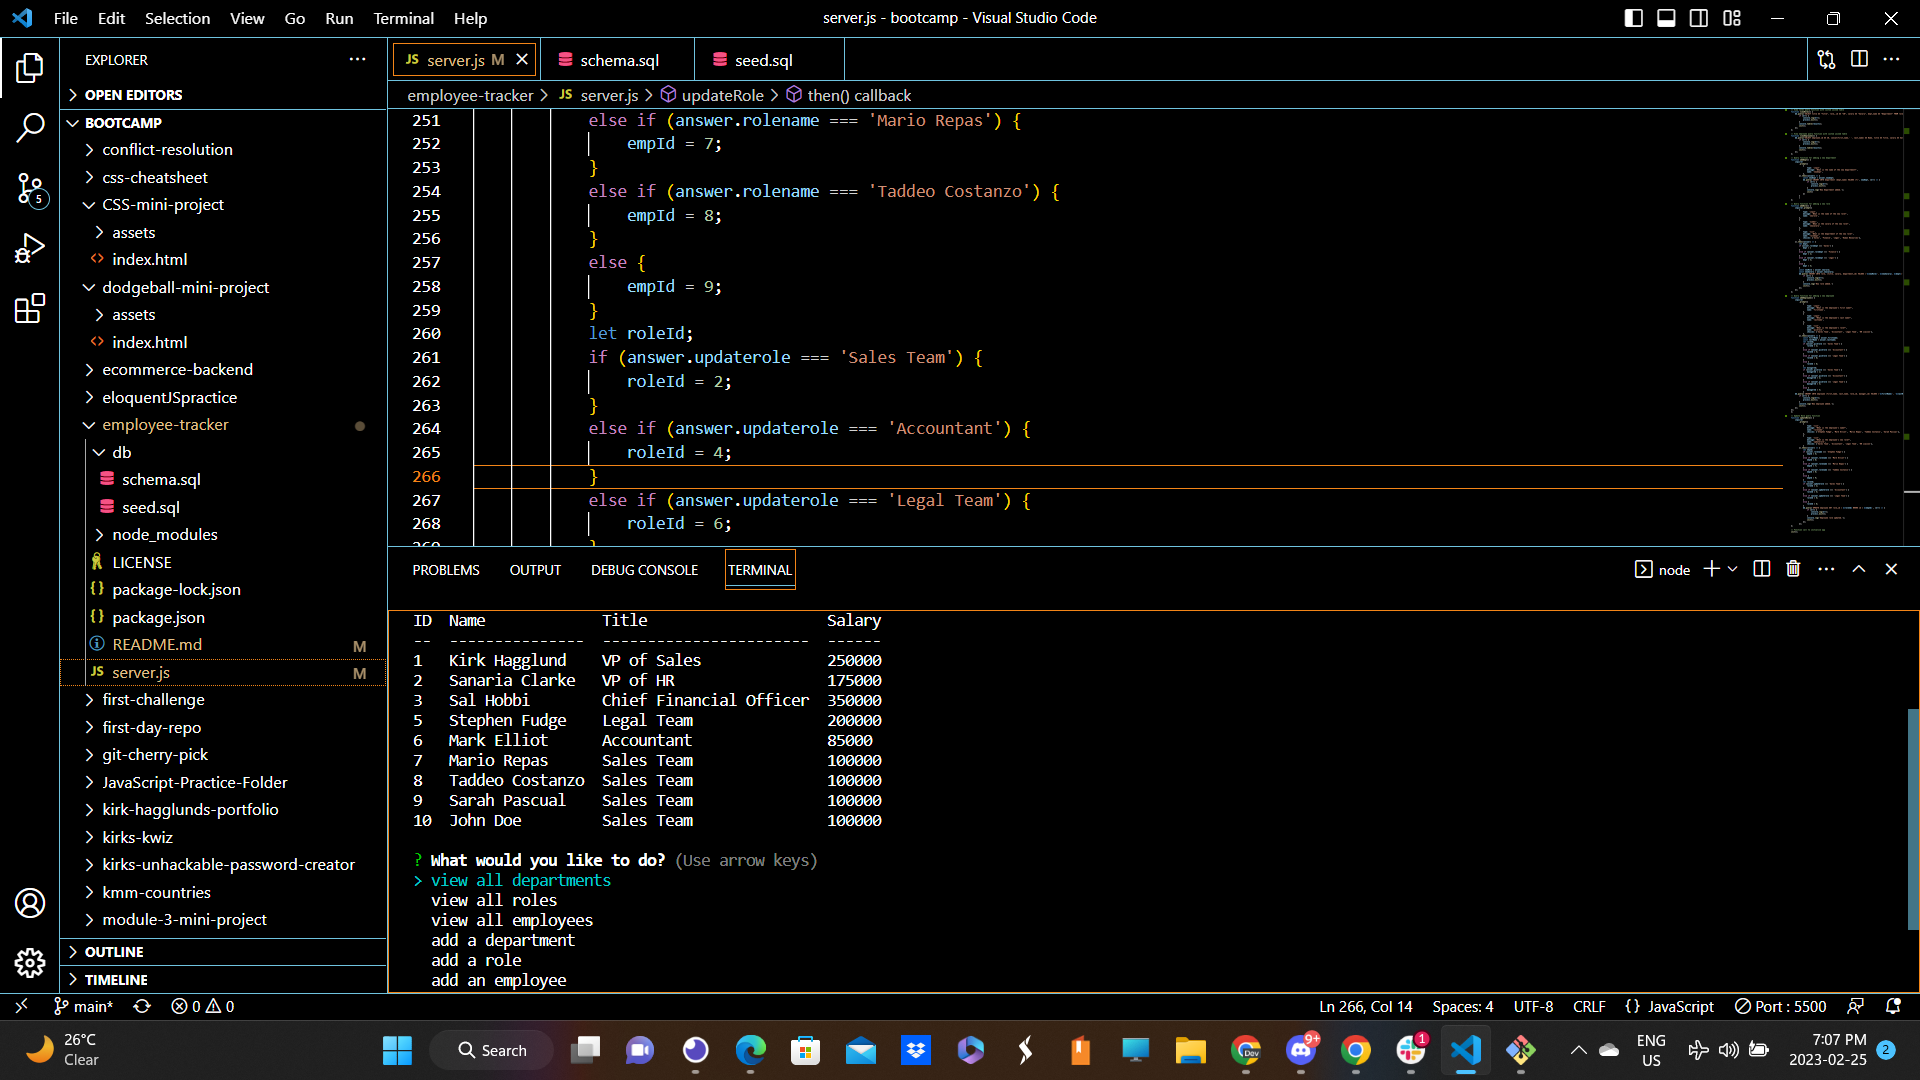 File Edit Selection View Go Run Terminal Help
server.js - bootcamp - Visual Studio Code
EXPLORER
OPEN EDITORS
BOOTCAMP
conflict-resolution
css-cheatsheet
CSS-mini-project
assets
index.html
dodgeball-mini-project
assets
index.html
ecommerce-backend
eloquentJSpractice
employee-tracker
db
schema.sql
seed.sql
node_modules
LICENSE
package-lock.json
package.json
README.md M
JS server.js M
first-challenge
first-day-repo
git-cherry-pick
JavaScript-Practice-Folder
kirk-hagglunds-portfolio
kirks-kwiz
kirks-unhackable-password-creator
kmm-countries
module-3-mini-project
OUTLINE
TIMELINE
5
JS server.js M
schema.sql
seed.sql
employee-tracker > JS server.js > updateRole > then() callback
251 else if (answer.rolename === 'Mario Repas') {
252 empId = 7;
253 }
254 else if (answer.rolename === 'Taddeo Costanzo') {
255 empId = 8;
256 }
257 else {
258 empId = 9;
259 }
260 let roleId;
261 if (answer.updaterole === 'Sales Team') {
262 roleId = 2;
263 }
264 else if (answer.updaterole === 'Accountant') {
265 roleId = 4;
266 }
267 else if (answer.updaterole === 'Legal Team') {
268 roleId = 6;
269 }
PROBLEMS OUTPUT DEBUG CONSOLE TERMINAL
node
ID Name Title Salary
-- --------------- ----------------------- ------
1 Kirk Hagglund VP of Sales 250000
2 Sanaria Clarke VP of HR 175000
3 Sal Hobbi Chief Financial Officer 350000
5 Stephen Fudge Legal Team 200000
6 Mark Elliot Accountant 85000
7 Mario Repas Sales Team 100000
8 Taddeo Costanzo Sales Team 100000
9 Sarah Pascual Sales Team 100000
10 John Doe Sales Team 100000
? What would you like to do? (Use arrow keys)
> view all departments
view all roles
view all employees
add a department
add a role
add an employee
main* 0 0
Ln 266, Col 14 Spaces: 4 UTF-8 CRLF {} JavaScript Port : 5500
26°C
Clear
Search
Dev
9+
1
ENG
US
7:07 PM
2023-02-25
2